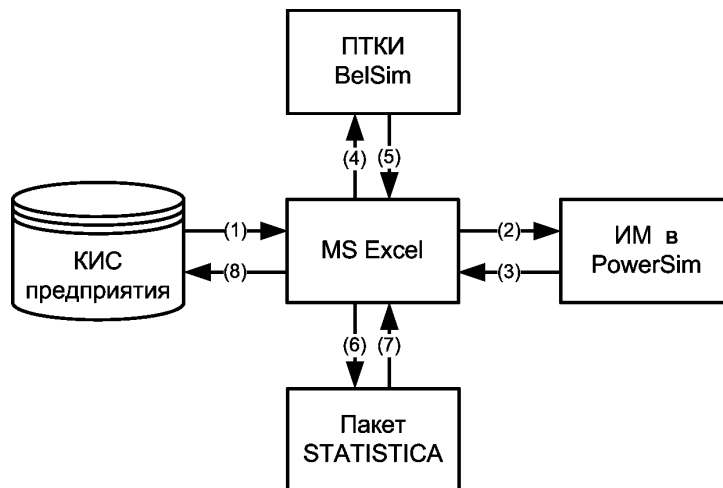 ПТКИ
BelSim
(4)
(5)
КИС
предприятия
(1)
(8)
MS Excel
(2)
(3)
ИМ в
PowerSim
(6)
(7)
Пакет
STATISTICA